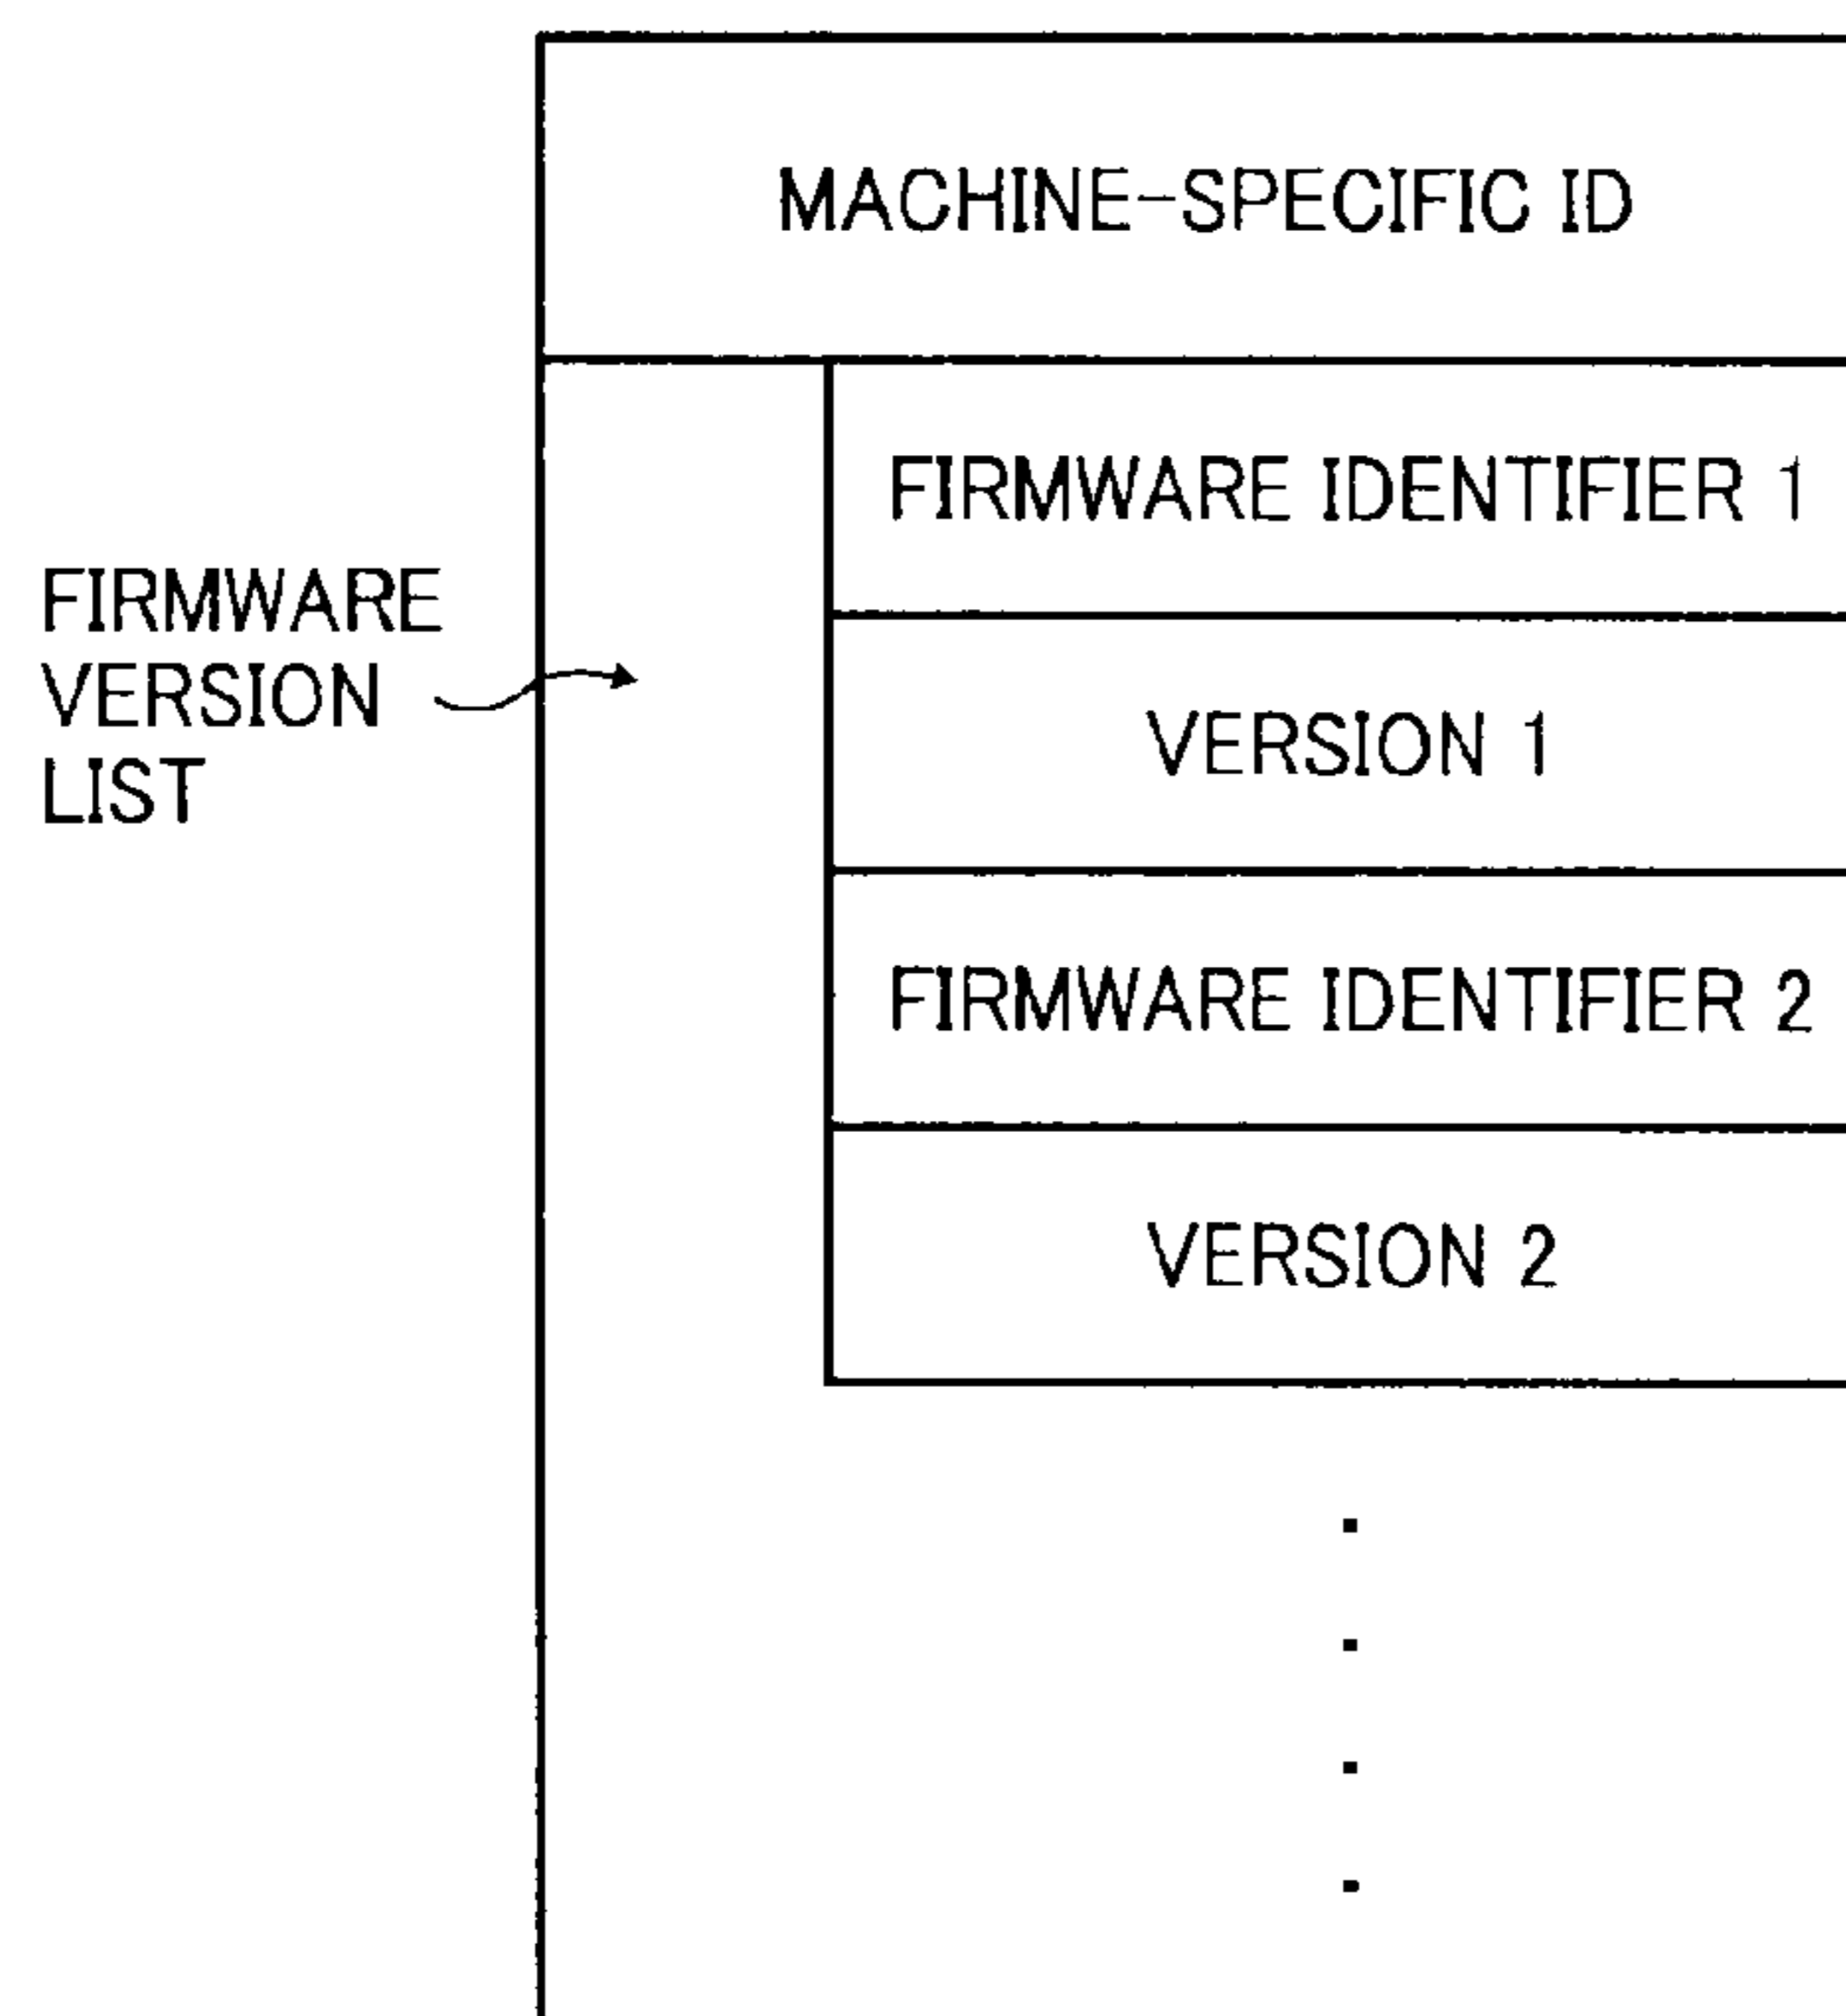 MACHINE-SPECIFIC ID
FIRMWARE IDENTIFIER 1
FIRMWARE
VERSION
LIST
VERSION 1
FIRMWARE IDENTIFIER 2
VERSION 2